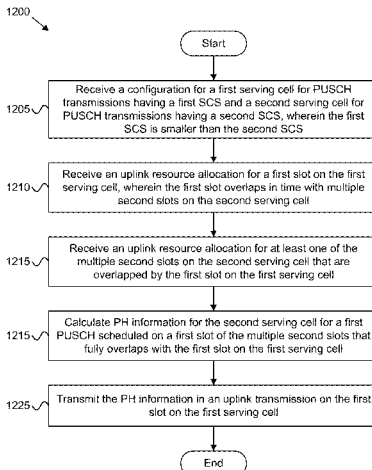 1200
Start
1205
Receive a configuration for a first serving cell for PUSCH
transmissions having a first SCS and a second serving cell for
PUSCH transmissions having a second SCS, wherein the first
SCS is smaller than the second SCS
1210
Receive an uplink resource allocation for a first slot on the first
serving cell, wherein the first slot overlaps in time with multiple
second slots on the second serving cell
1215
Receive an uplink resource allocation for at least one of the
multiple second slots on the second serving cell that are
overlapped by the first slot on the first serving cell
1215
Calculate PH information for the second serving cell for a first
PUSCH scheduled on a first slot of the multiple second slots that
fully overlaps with the first slot on the first serving cell
1225
Transmit the PH information in an uplink transmission on the first
slot on the first serving cell
End